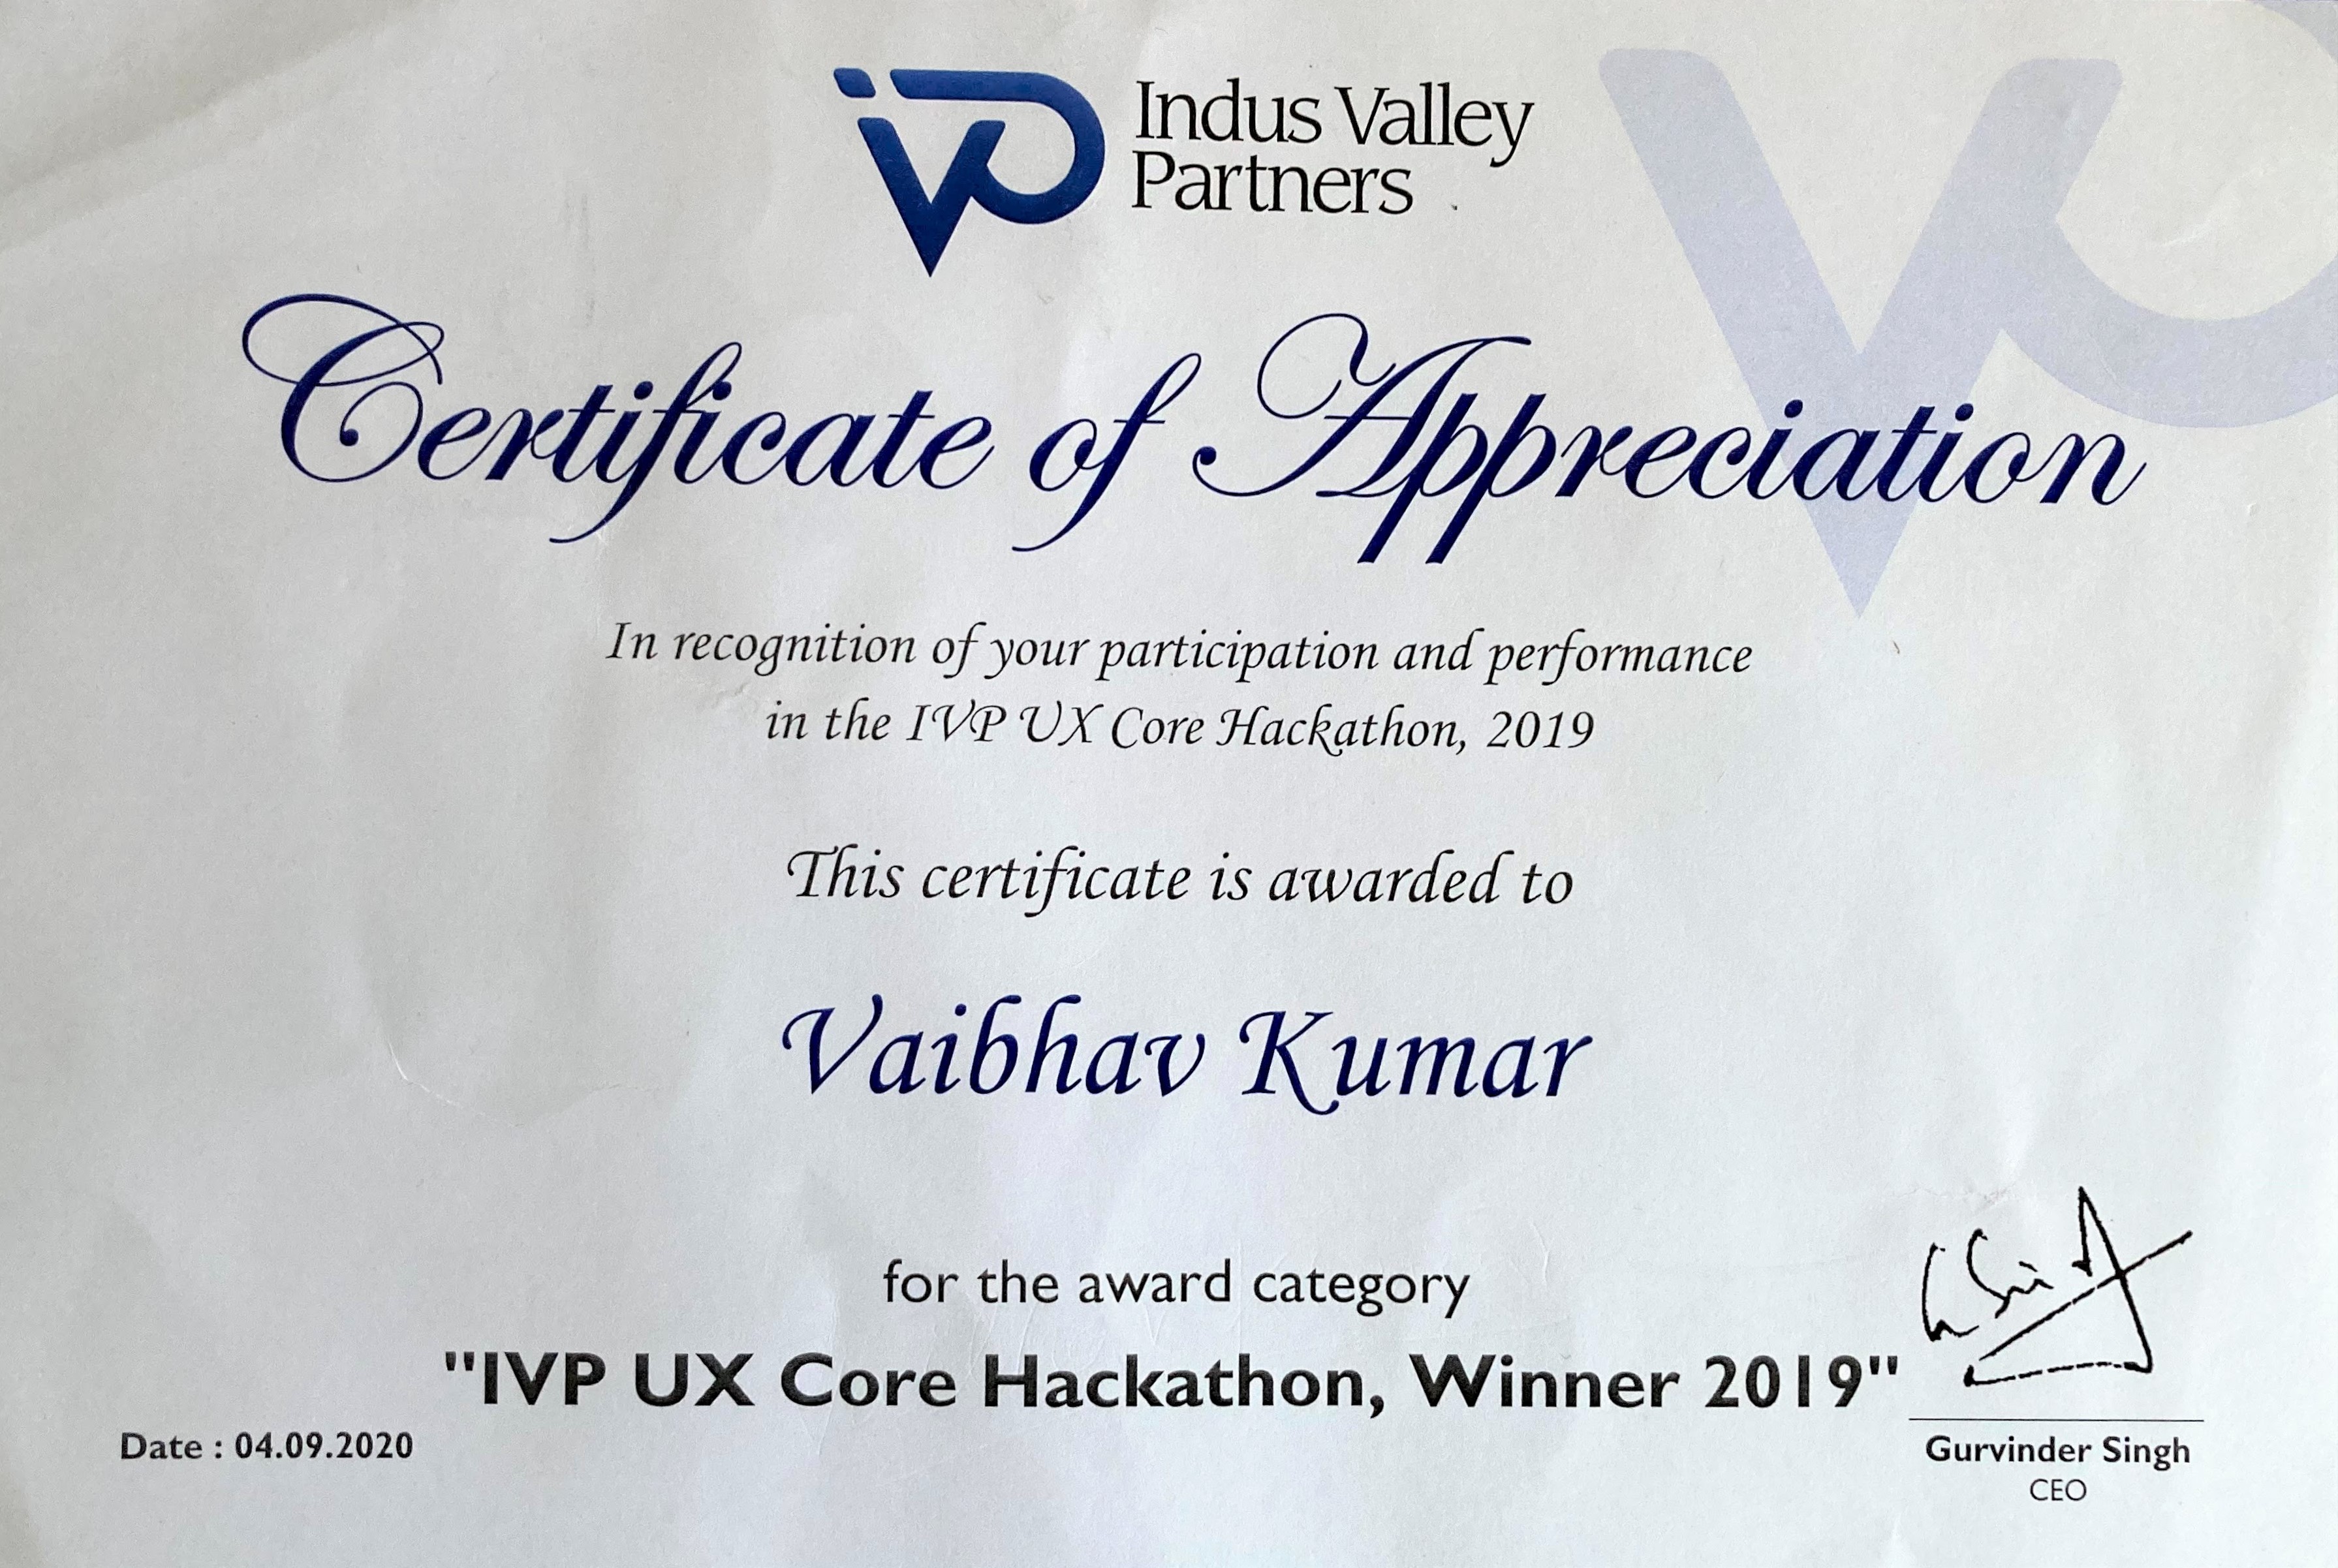 Indus Valley
Partners
Certificate of Appreciation
In recognition of your participation and performance
in the IVP UX Core Hackathon, 2019
This certificate is awarded to
Vaibhav Kumar
for the award category
"IVP UX Core Hackathon, Winner 2019"
Date : 04.09.2020
Gurvinder Singh
CEO